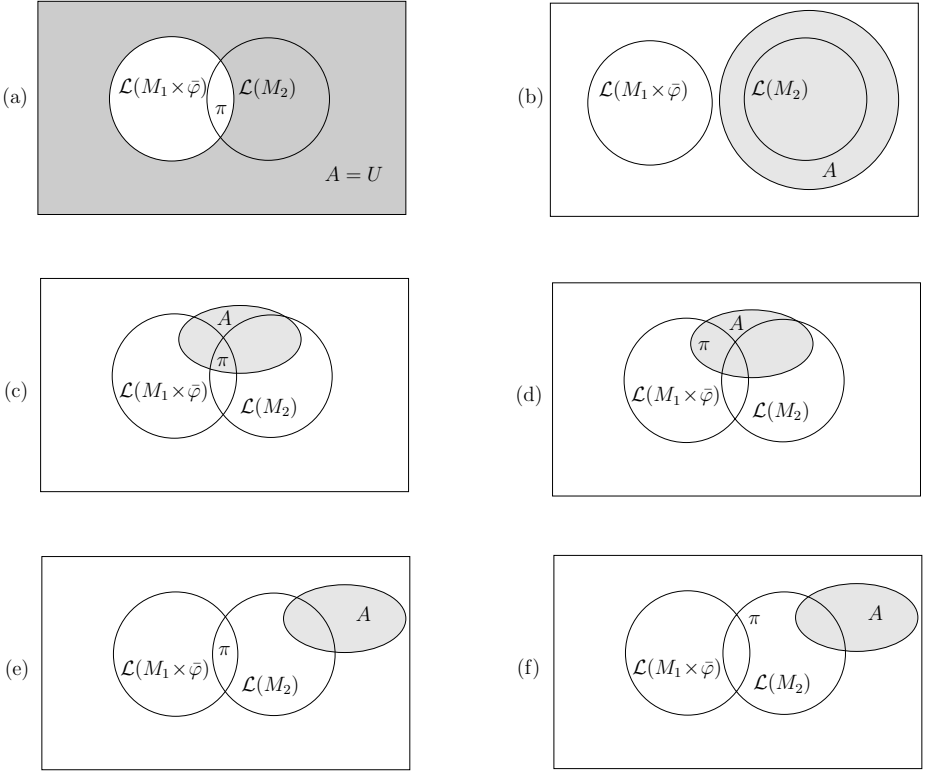 (a)
𝓛(M₁×φ̄)
𝓛(M₂)
π
A = U
(b)
𝓛(M₁×φ̄)
𝓛(M₂)
A
(c)
A
π
𝓛(M₁×φ̄)
𝓛(M₂)
(d)
A
π
𝓛(M₁×φ̄)
𝓛(M₂)
(e)
A
π
𝓛(M₁×φ̄)
𝓛(M₂)
(f)
π
A
𝓛(M₁×φ̄)
𝓛(M₂)